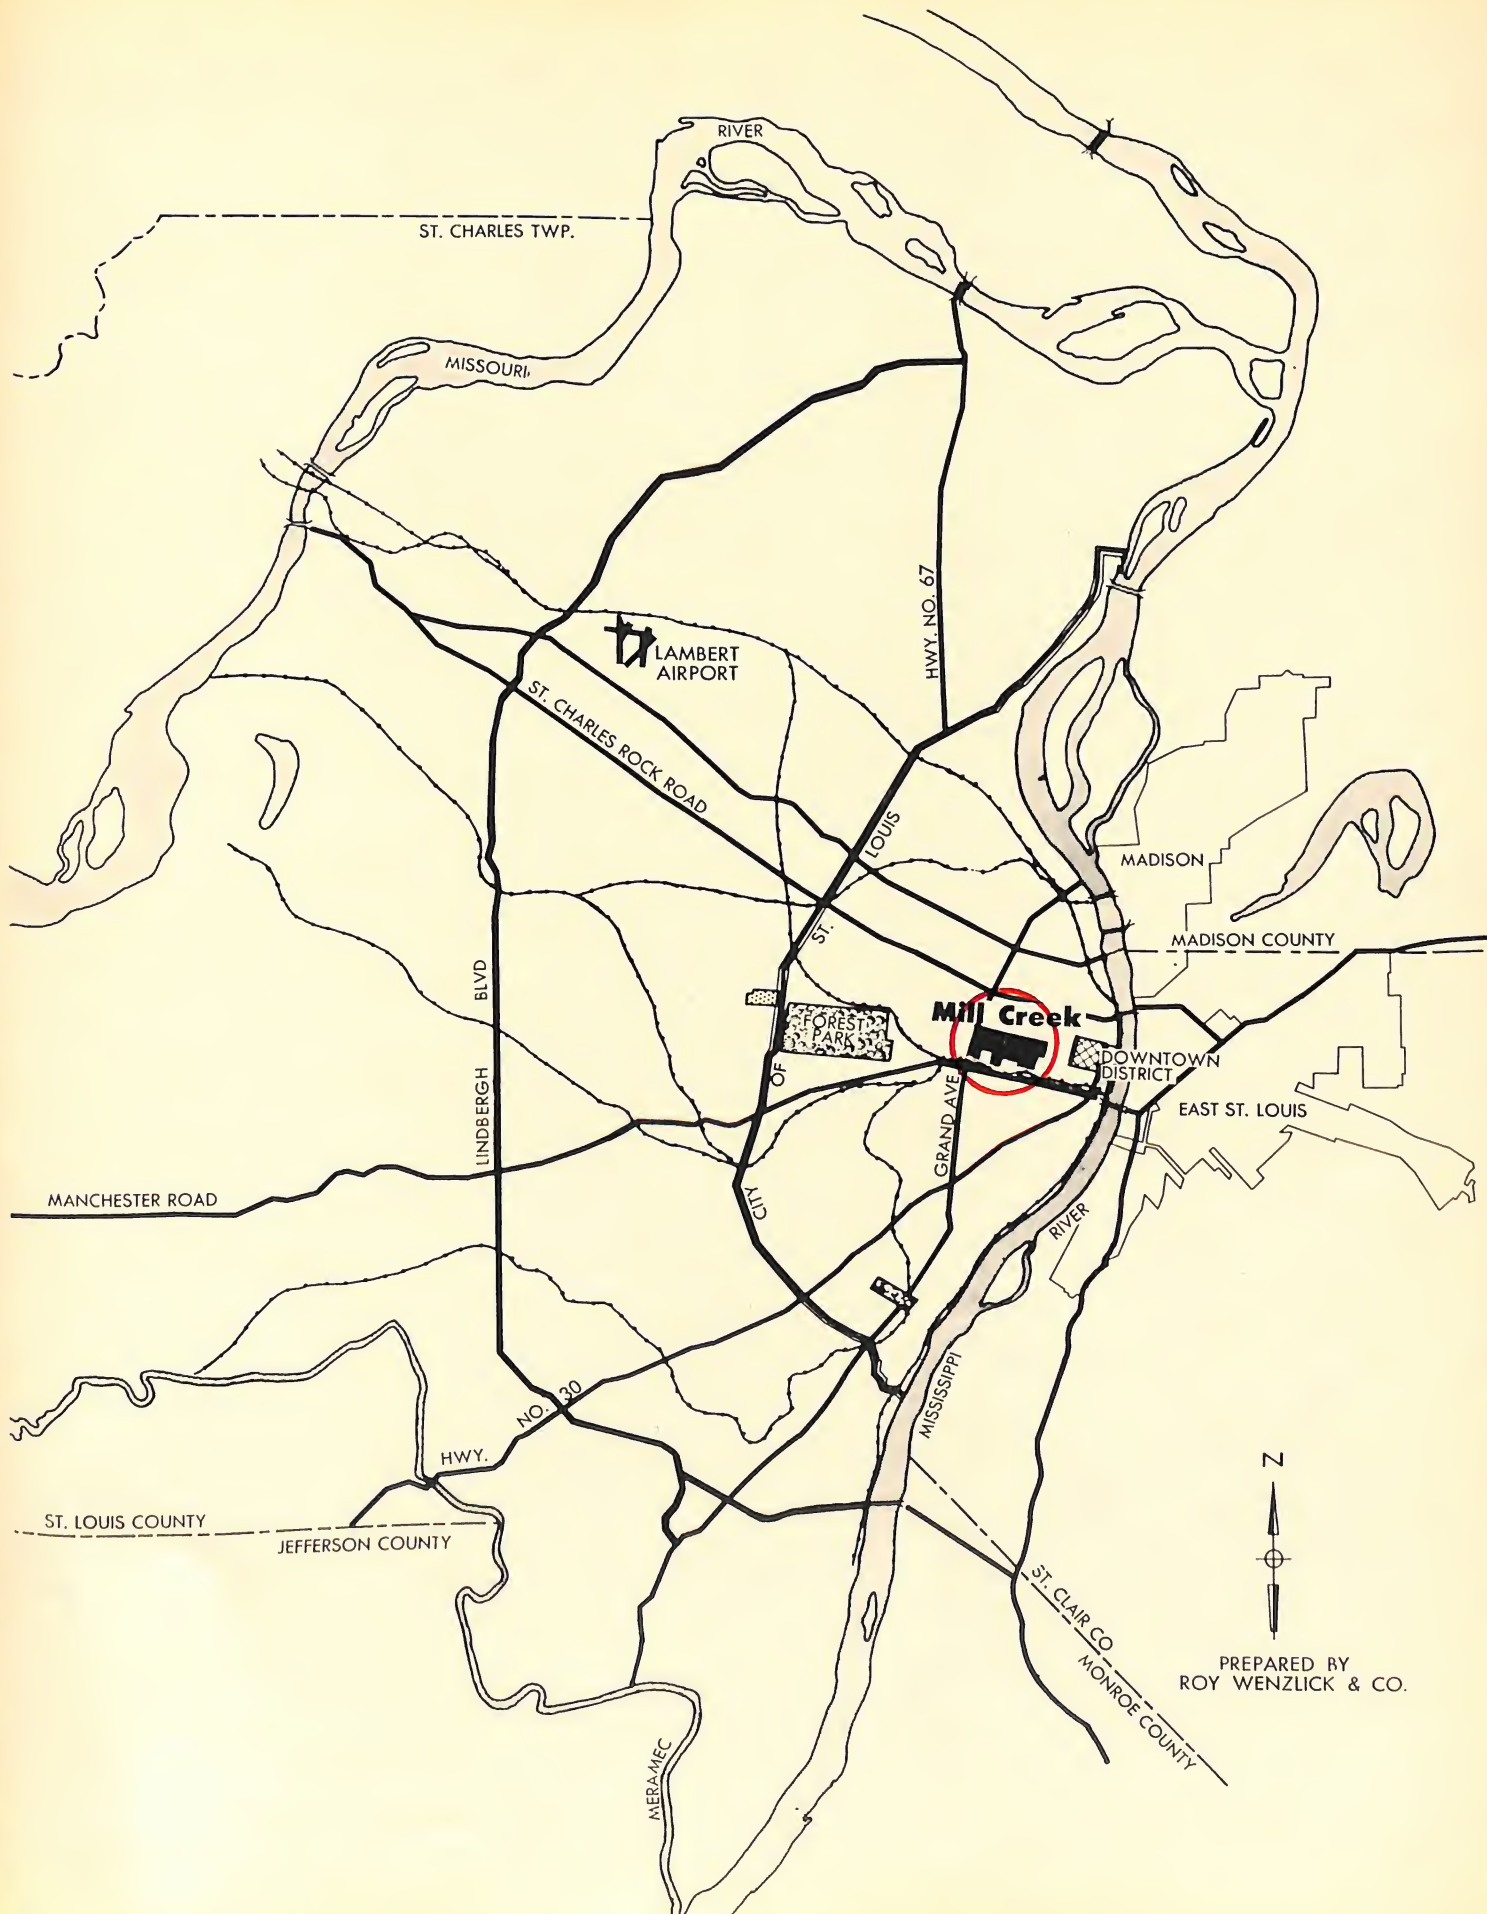 RIVER
ST. CHARLES TWP.
MISSOURI
HWY. NO. 67
LAMBERT
AIRPORT
ST. CHARLES ROCK ROAD
LOUIS
MADISON
ST.
MADISON COUNTY
BLVD
Mill Creek
FOREST
PARK
DOWNTOWN
DISTRICT
OF
LINDBERGH
GRAND AVE
EAST ST. LOUIS
MANCHESTER ROAD
CITY
RIVER
MISSISSIPPI
NO. 30
HWY.
N
ST. LOUIS COUNTY
JEFFERSON COUNTY
ST. CLAIR CO
MONROE COUNTY
PREPARED BY
ROY WENZLICK & CO.
MERAMEC